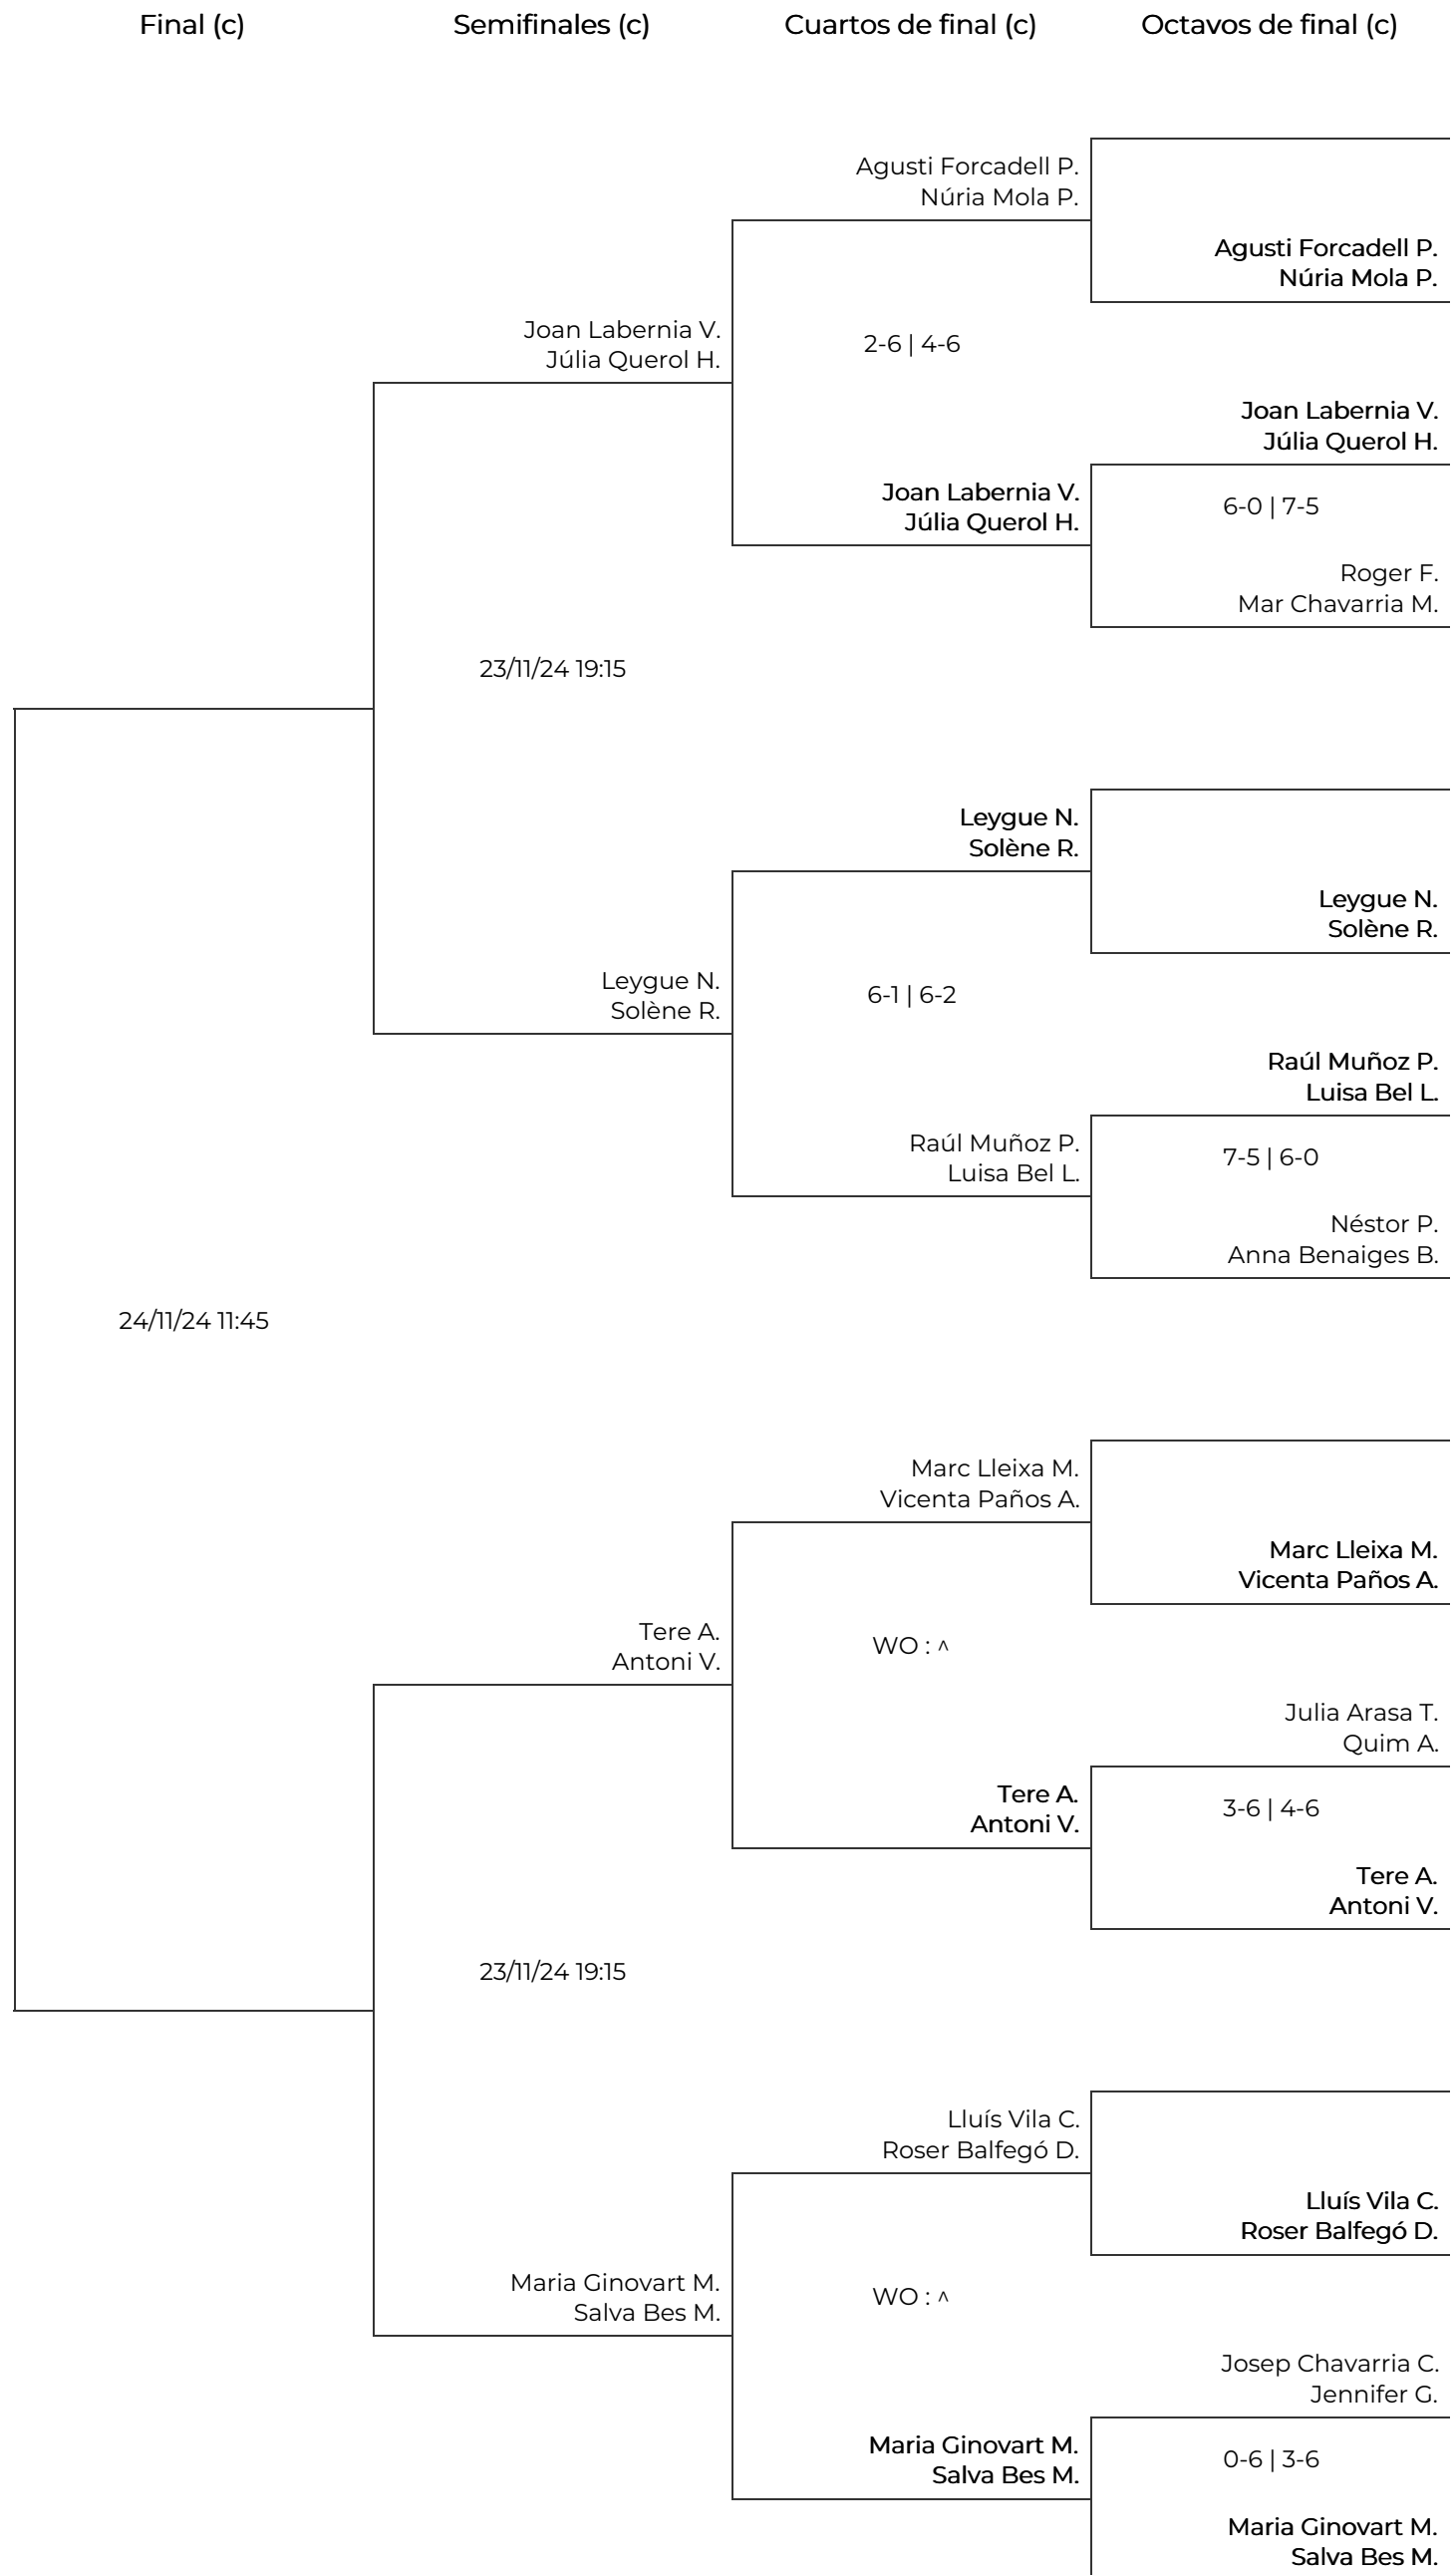 Final (c) Semifinales (c) Cuartos de final (c) Octavos de final (c)
Agusti Forcadell P.
Núria Mola P.
Agusti Forcadell P.
Núria Mola P.
Joan Labernia V.
Júlia Querol H.
2-6 | 4-6
Joan Labernia V.
Júlia Querol H.
Joan Labernia V.
Júlia Querol H.
6-0 | 7-5
Roger F.
Mar Chavarria M.
23/11/24 19:15
Leygue N.
Solène R.
Leygue N.
Solène R.
Leygue N.
Solène R.
6-1 | 6-2
Raúl Muñoz P.
Luisa Bel L.
Raúl Muñoz P.
Luisa Bel L.
7-5 | 6-0
Néstor P.
Anna Benaiges B.
24/11/24 11:45
Marc Lleixa M.
Vicenta Paños A.
Marc Lleixa M.
Vicenta Paños A.
Tere A.
Antoni V.
WO : ^
Julia Arasa T.
Quim A.
Tere A.
Antoni V.
3-6 | 4-6
Tere A.
Antoni V.
23/11/24 19:15
Lluís Vila C.
Roser Balfegó D.
Lluís Vila C.
Roser Balfegó D.
Maria Ginovart M.
Salva Bes M.
WO : ^
Josep Chavarria C.
Jennifer G.
Maria Ginovart M.
Salva Bes M.
0-6 | 3-6
Maria Ginovart M.
Salva Bes M.